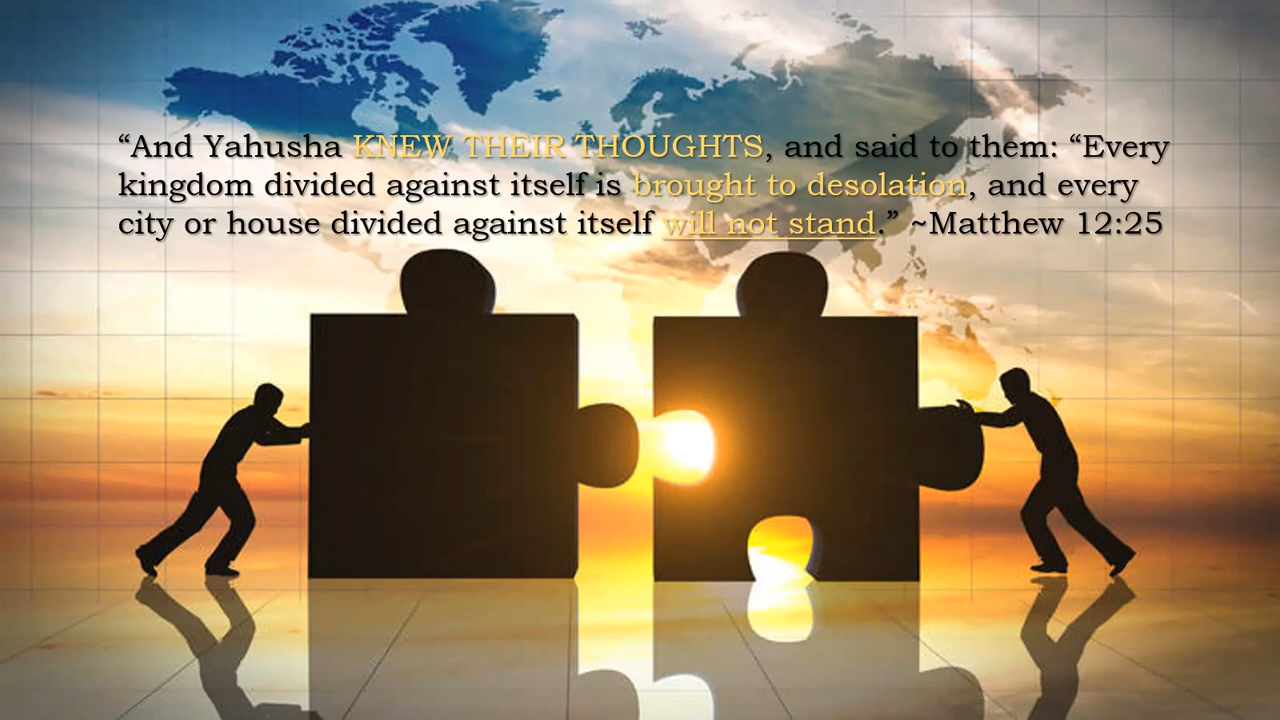 “And Yahusha KNEW THEIR THOUGHTS, and said to them: “Every
kingdom divided against itself is brought to desolation, and every
city or house divided against itself will not stand.” ~Matthew 12:25